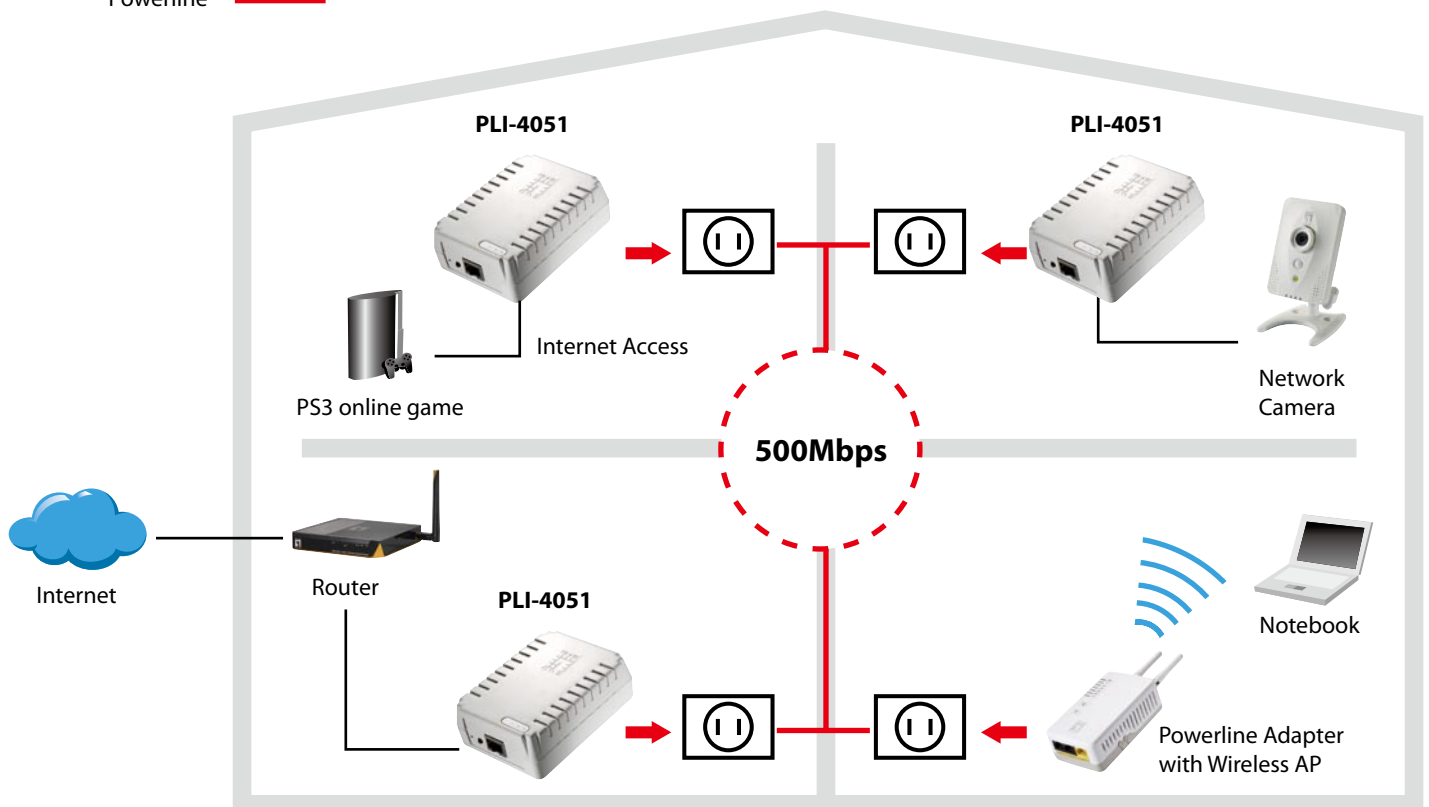 Powerline
PLI-4051
PLI-4051
Internet Access
PS3 online game
Network
Camera
500Mbps
Internet
Router
PLI-4051
Notebook
Powerline Adapter
with Wireless AP